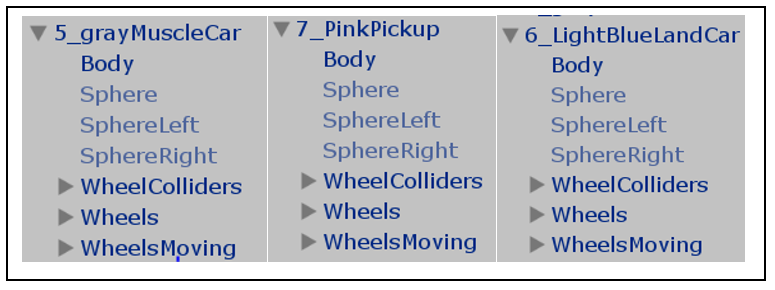 5_grayMuscleCar
Body
Sphere
SphereLeft
SphereRight
WheelColliders
Wheels
WheelsMoving
7_PinkPickup
Body
Sphere
SphereLeft
SphereRight
WheelColliders
Wheels
WheelsMoving
6_LightBlueLandCar
Body
Sphere
SphereLeft
SphereRight
WheelColliders
Wheels
WheelsMoving